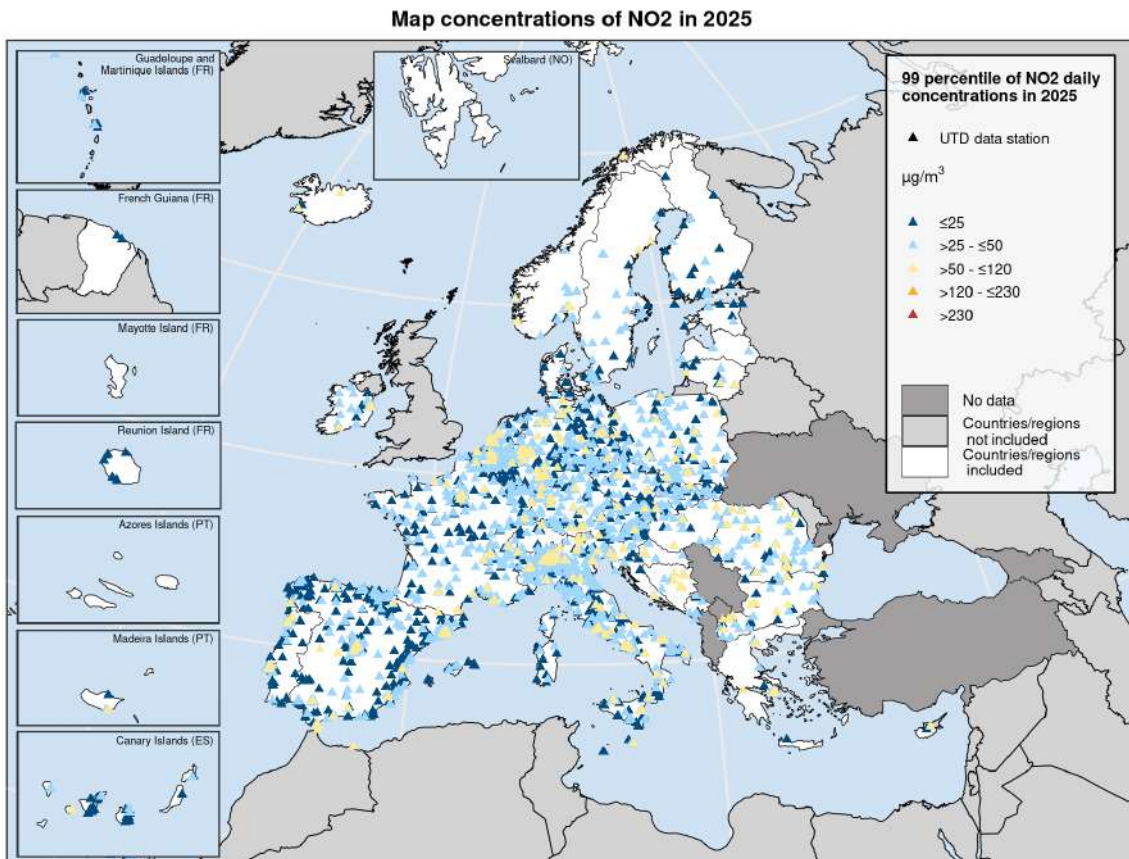 Map concentrations of NO2 in 2025
Guadeloupe and
Martinique Islands (FR)
Svalbard (NO)
French Guiana (FR)
Mayotte Island (FR)
Reunion Island (FR)
Azores Islands (PT)
Madeira Islands (PT)
Canary Islands (ES)
99 percentile of NO2 daily
concentrations in 2025
UTD data station
µg/m³
≤25
>25 - ≤50
>50 - ≤120
>120 - ≤230
>230
No data
Countries/regions
not included
Countries/regions
included